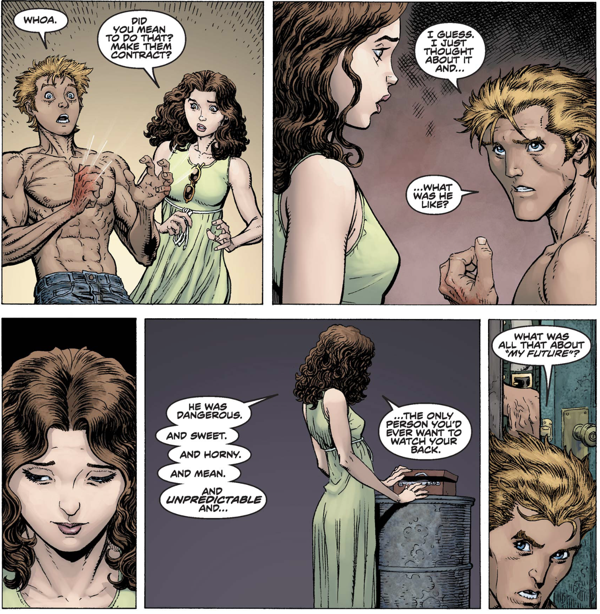 WHOA.
DID
YOU MEAN
TO DO THAT?
MAKE THEM
CONTRACT?
I GUESS.
I JUST
THOUGHT
ABOUT IT
AND...
...WHAT
WAS HE
LIKE?
HE WAS
DANGEROUS.
AND SWEET.
AND HORNY.
AND MEAN.
AND
UNPREDICTABLE
AND...
...THE ONLY
PERSON YOU'D
EVER WANT TO
WATCH YOUR
BACK.
WHAT WAS
ALL THAT ABOUT
"MY FUTURE"?